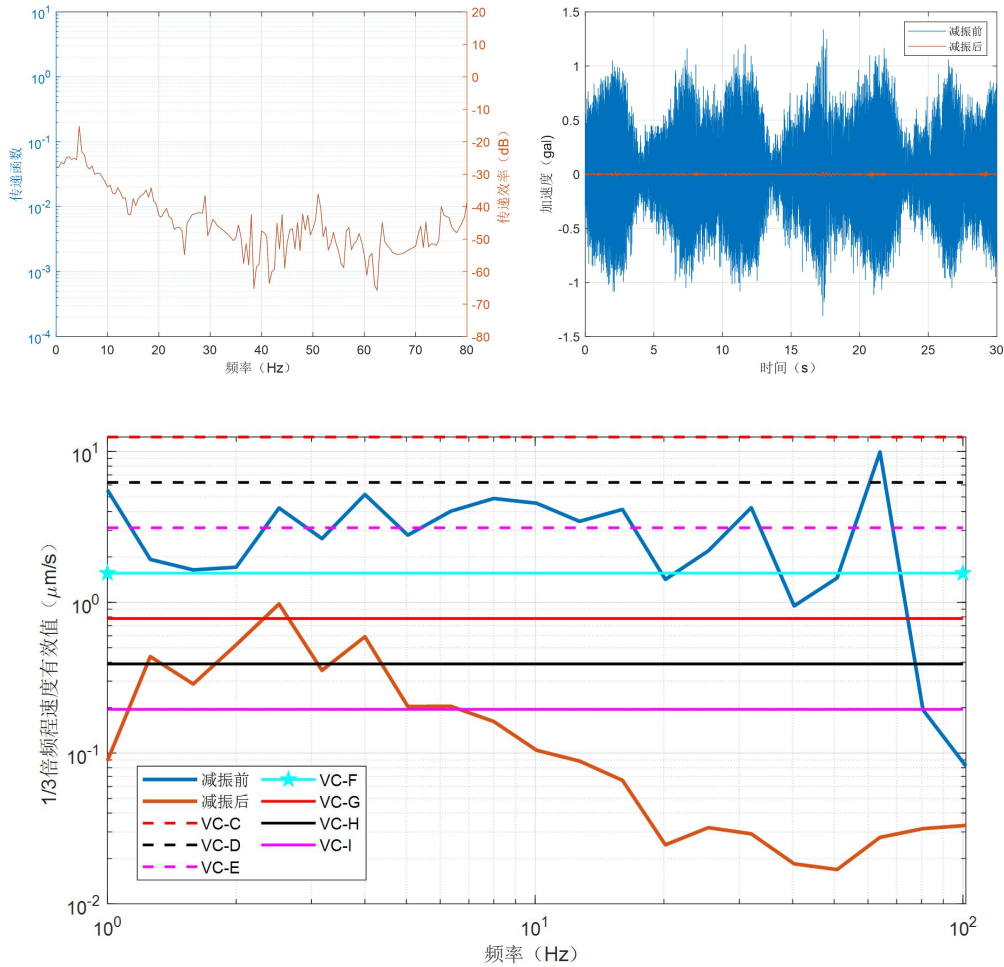 10^1
10^0
10^-1
10^-2
10^-3
10^-4
传递函数
20
10
0
-10
-20
-30
-40
-50
-60
-70
-80
传递效率（dB）
0 10 20 30 40 50 60 70 80
频率（Hz）
1.5
1
0.5
0
-0.5
-1
-1.5
加速度（gal）
减振前
减振后
0 5 10 15 20 25 30
时间（s）
10^1
10^0
10^-1
10^-2
1/3倍频程速度有效值（μm/s）
减振前
减振后
VC-C
VC-D
VC-E
VC-F
VC-G
VC-H
VC-I
10^0 10^1 10^2
频率（Hz）